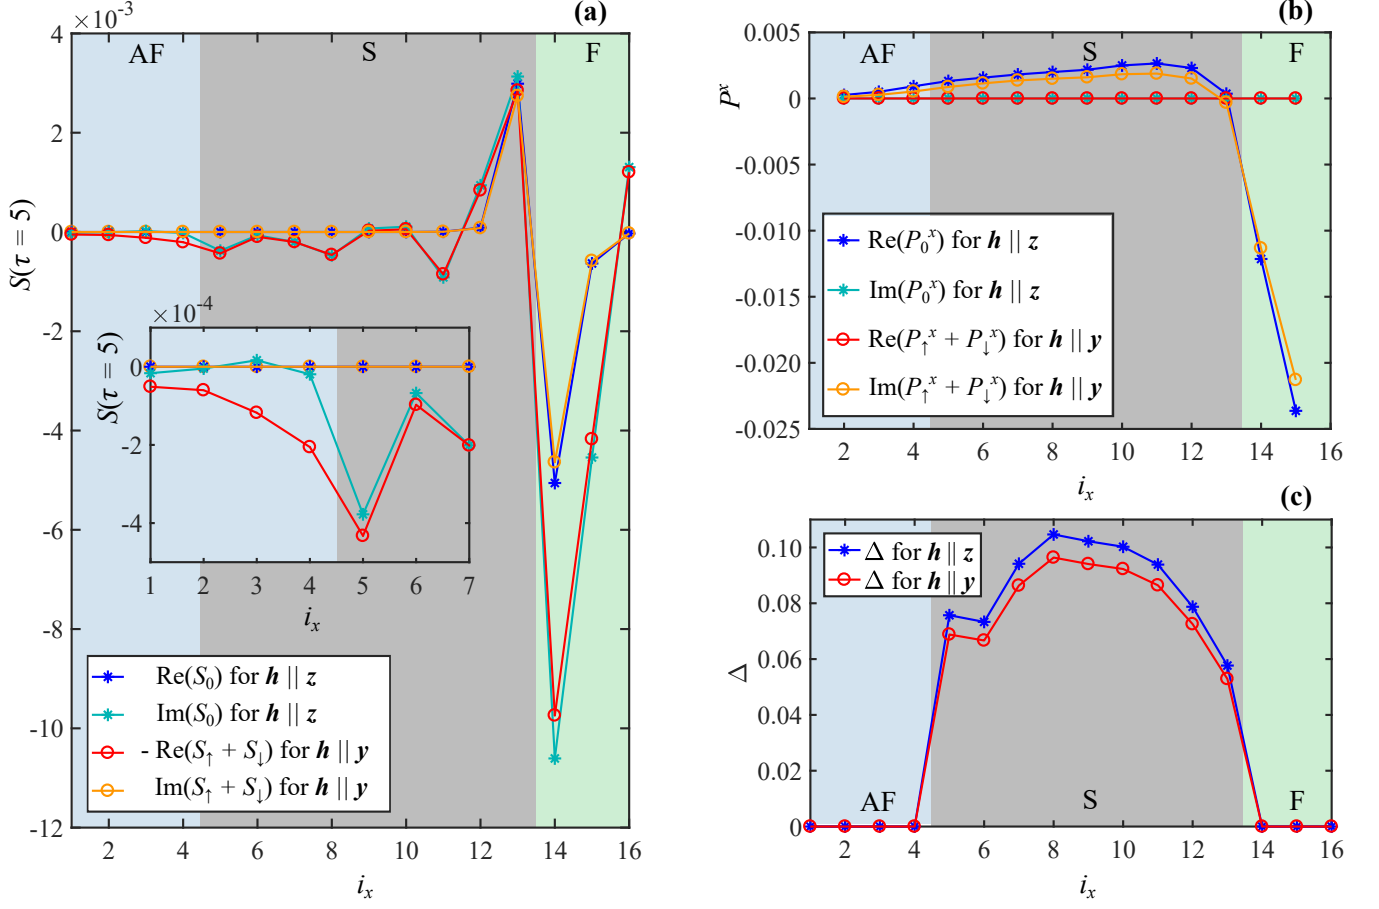 (a)
×10⁻³
AF
S
F
4
2
0
-2
-4
-6
-8
-10
-12
S(τ = 5)
2
4
6
8
10
12
14
16
iₓ
×10⁻⁴
0
-2
-4
S(τ = 5)
1
2
3
4
5
6
7
iₓ
Re(S₀) for h || z
Im(S₀) for h || z
- Re(S↑ + S↓) for h || y
Im(S↑ + S↓) for h || y
(b)
AF
S
F
0.005
0
-0.005
-0.010
-0.015
-0.020
-0.025
Pˣ
Re(P₀ˣ) for h || z
Im(P₀ˣ) for h || z
Re(P↑ˣ + P↓ˣ) for h || y
Im(P↑ˣ + P↓ˣ) for h || y
2
4
6
8
10
12
14
16
iₓ
(c)
0.10
0.08
0.06
0.04
0.02
0
Δ
Δ for h || z
Δ for h || y
AF
S
F
2
4
6
8
10
12
14
16
iₓ